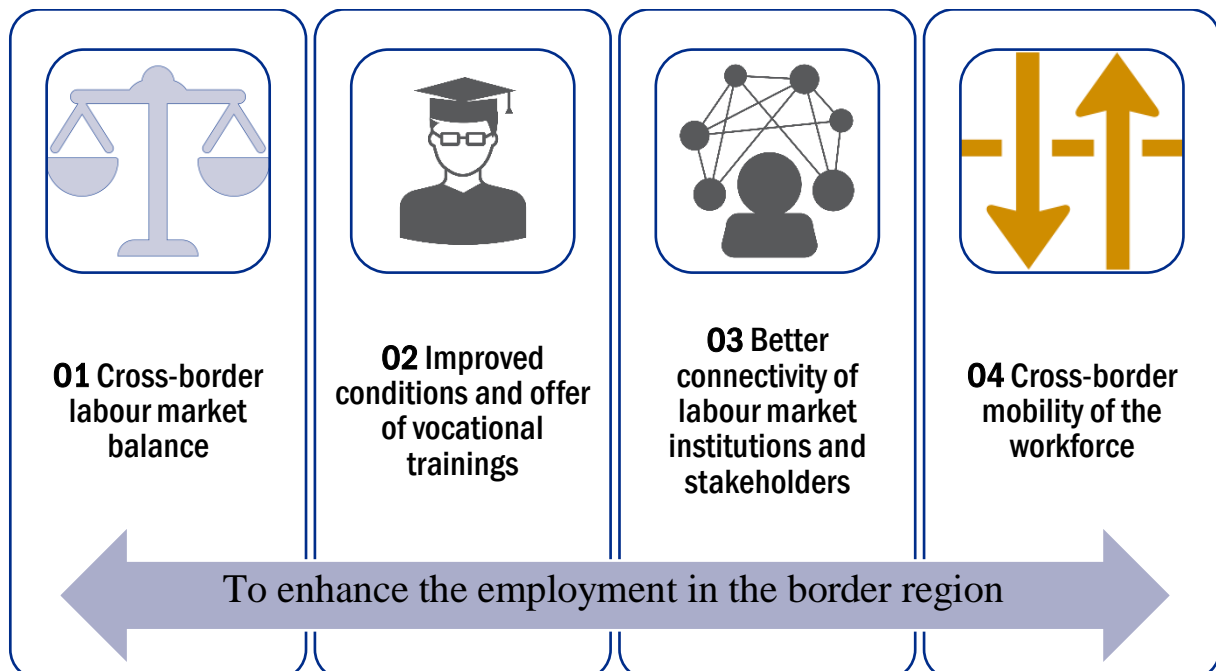 01 Cross-border
labour market
balance
02 Improved
conditions and offer
of vocational
trainings
03 Better
connectivity of
labour market
institutions and
stakeholders
04 Cross-border
mobility of the
workforce
To enhance the employment in the border region